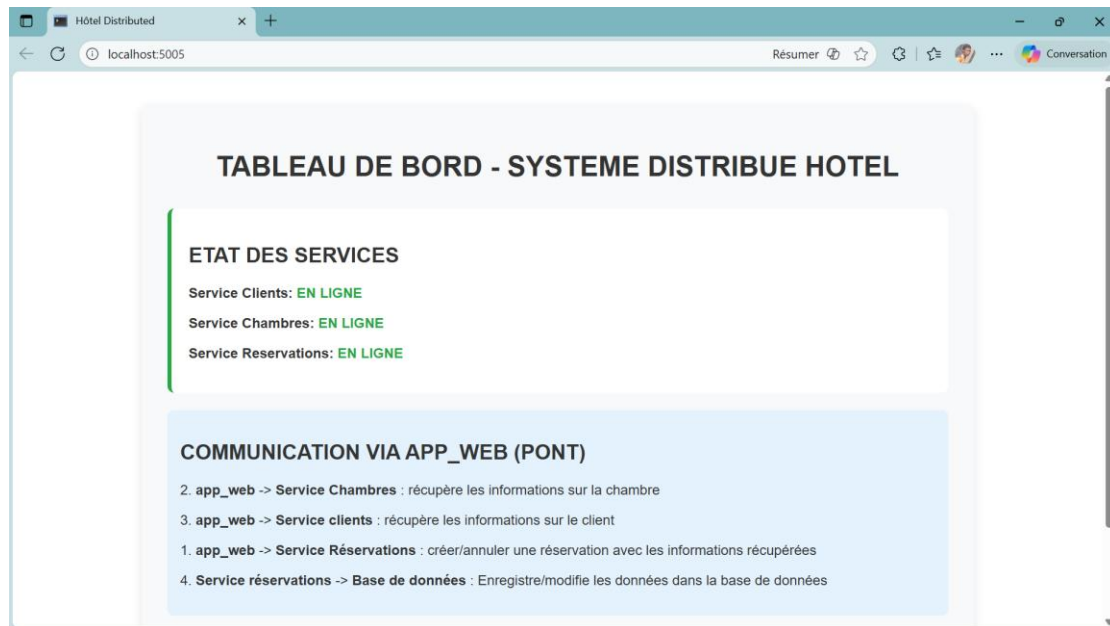 Hôtel Distributed
localhost:5005
Résumer
Conversation
TABLEAU DE BORD - SYSTEME DISTRIBUE HOTEL
ETAT DES SERVICES
Service Clients: EN LIGNE
Service Chambres: EN LIGNE
Service Reservations: EN LIGNE
COMMUNICATION VIA APP_WEB (PONT)
2. app_web -> Service Chambres : récupère les informations sur la chambre
3. app_web -> Service clients : récupère les informations sur le client
1. app_web -> Service Réservations : créer/annuler une réservation avec les informations récupérées
4. Service réservations -> Base de données : Enregistre/modifie les données dans la base de données